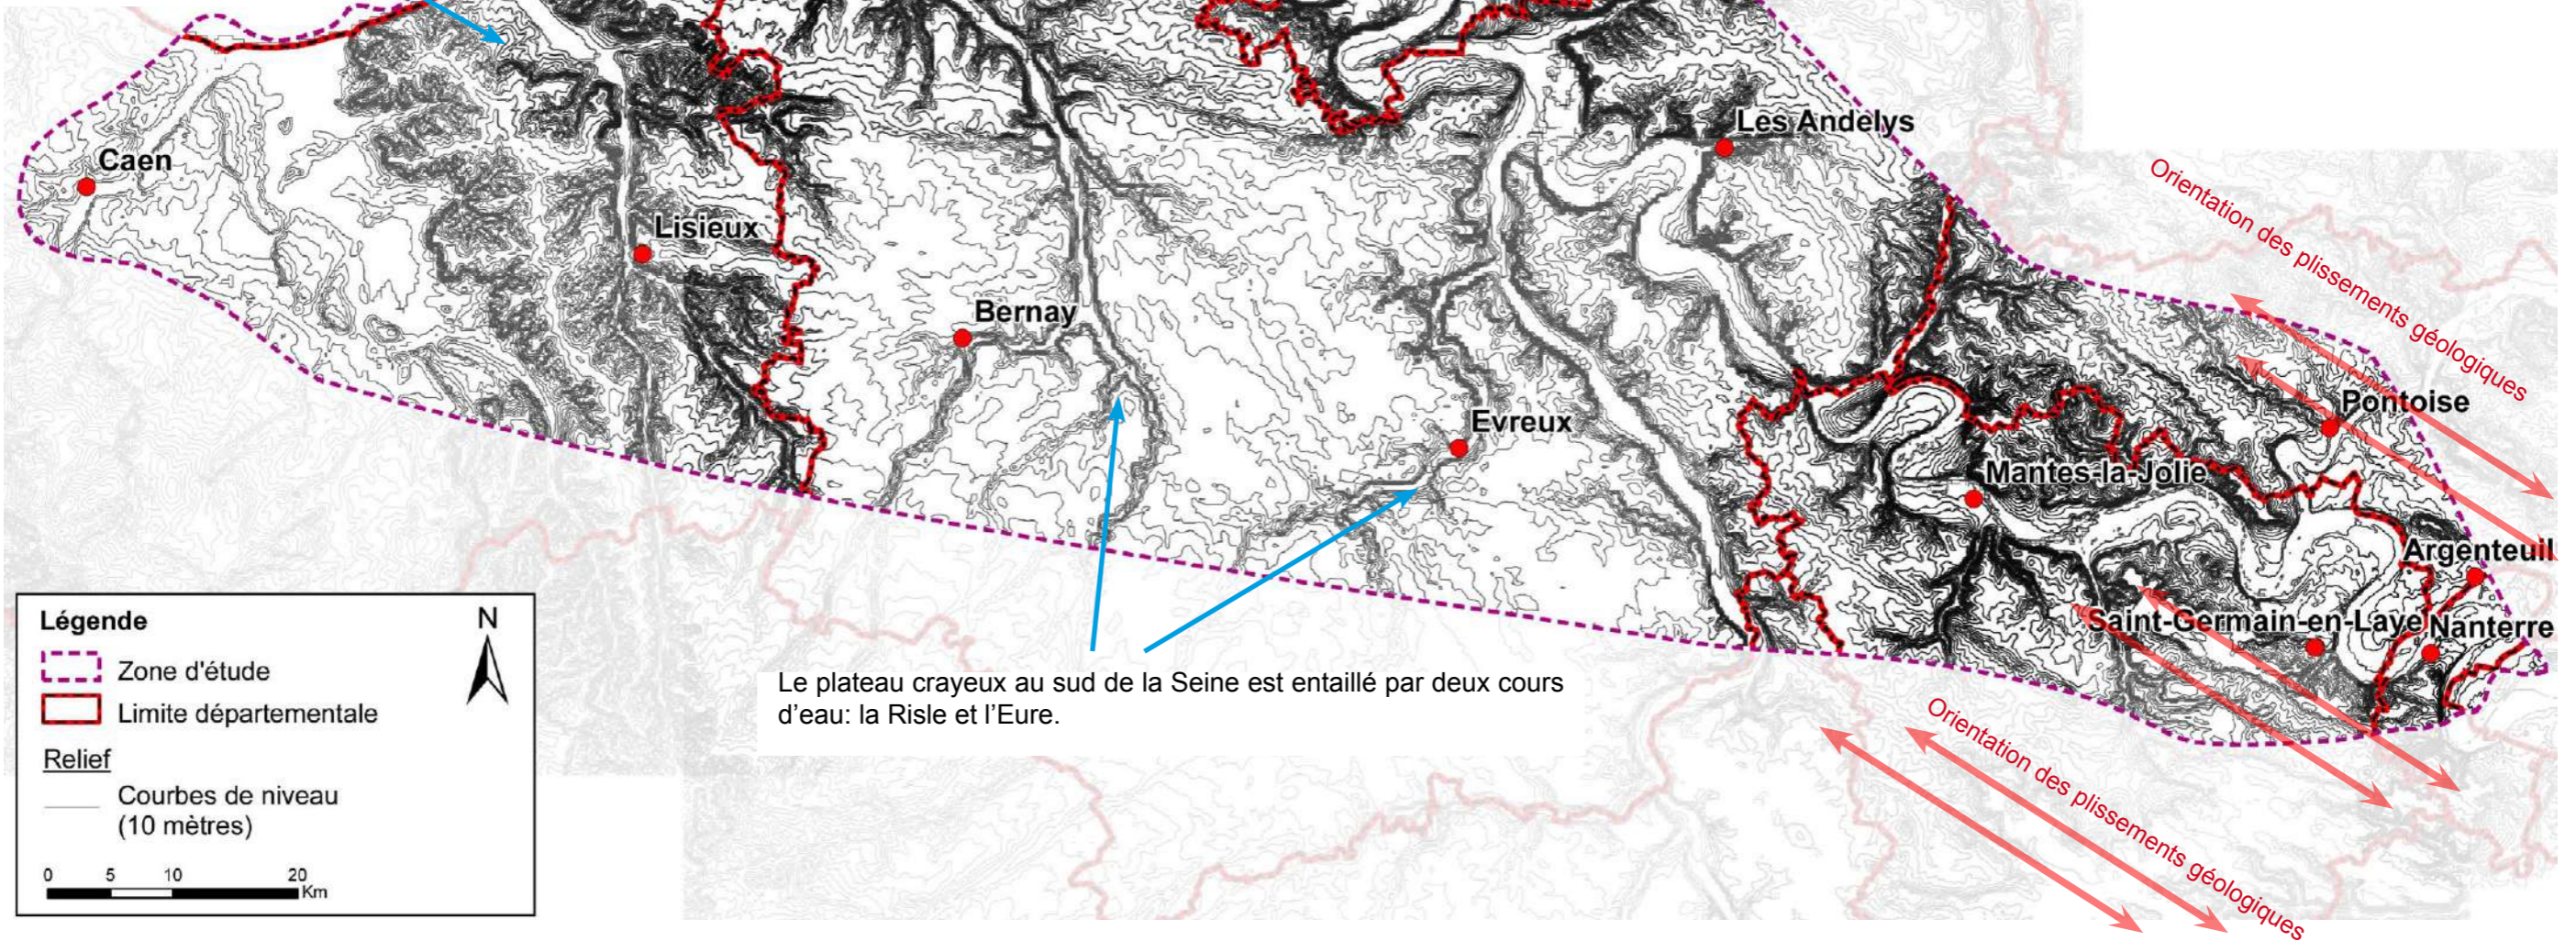 Les Andelys
Caen
Orientation des plissements géologiques
Lisieux
Bernay
Pontoise
Evreux
Mantes-la-Jolie
Argenteuil
Saint-Germain-en-Laye
Nanterre
Légende
N
Zone d'étude
Limite départementale
Relief
Courbes de niveau
(10 mètres)
0 5 10 20
Km
Le plateau crayeux au sud de la Seine est entaillé par deux cours
d’eau: la Risle et l’Eure.
Orientation des plissements géologiques